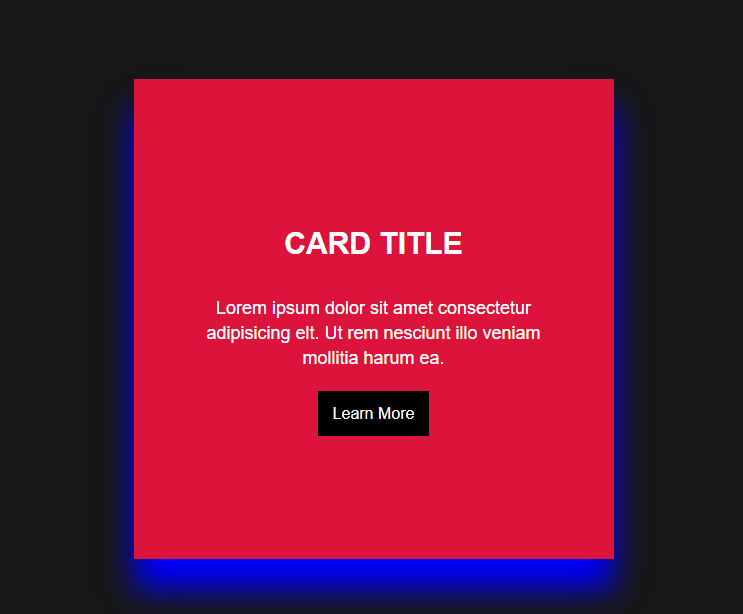 CARD TITLE
Lorem ipsum dolor sit amet consectetur
adipisicing elt. Ut rem nesciunt illo veniam
mollitia harum ea.
Learn More